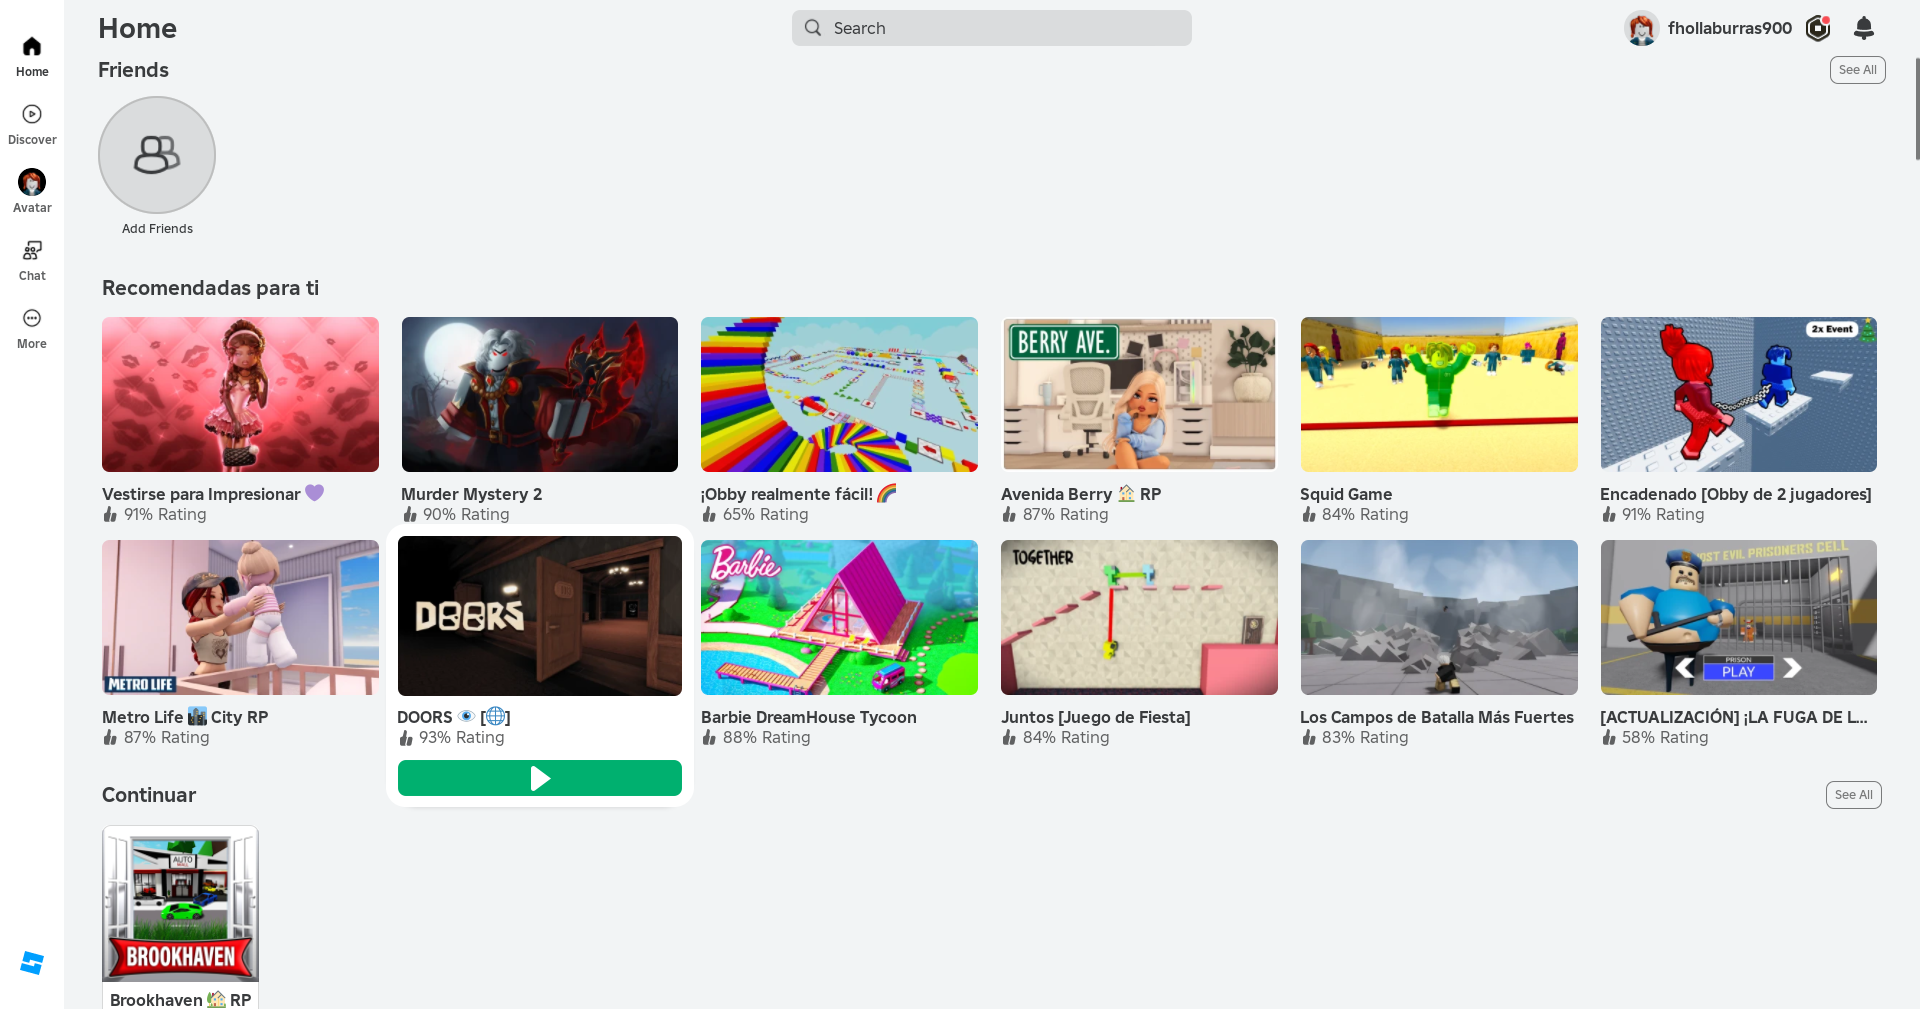 Home
Search
fhollaburras900
Home
Discover
Avatar
Chat
More
Friends
See All
Add Friends
Recomendadas para ti
BERRY AVE.
2x Event
Vestirse para Impresionar 💜
91% Rating
Murder Mystery 2
90% Rating
¡Obby realmente fácil! 🌈
65% Rating
Avenida Berry 🏠 RP
87% Rating
Squid Game
84% Rating
Encadenado [Obby de 2 jugadores]
91% Rating
METRO LIFE
DOORS
Barbie
TOGETHER
MOST EVIL PRISONERS CELL
PRISON
PLAY
Metro Life 🏙 City RP
87% Rating
DOORS 👁 [🌐]
93% Rating
Barbie DreamHouse Tycoon
88% Rating
Juntos [Juego de Fiesta]
84% Rating
Los Campos de Batalla Más Fuertes
83% Rating
[ACTUALIZACIÓN] ¡LA FUGA DE L...
58% Rating
Continuar
See All
AUTO
BROOKHAVEN
Brookhaven 🏡 RP